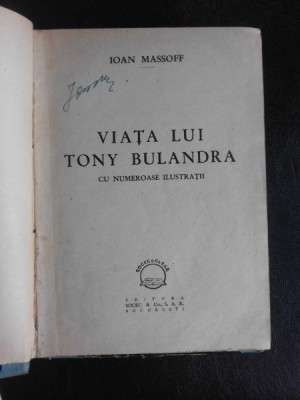 IOAN MASSOFF
VIAȚA LUI
TONY BULANDRA
CU NUMEROASE ILUSTRAȚII
EDITURA
SOCEC & Co., S. A. R.
BUCUREȘTI